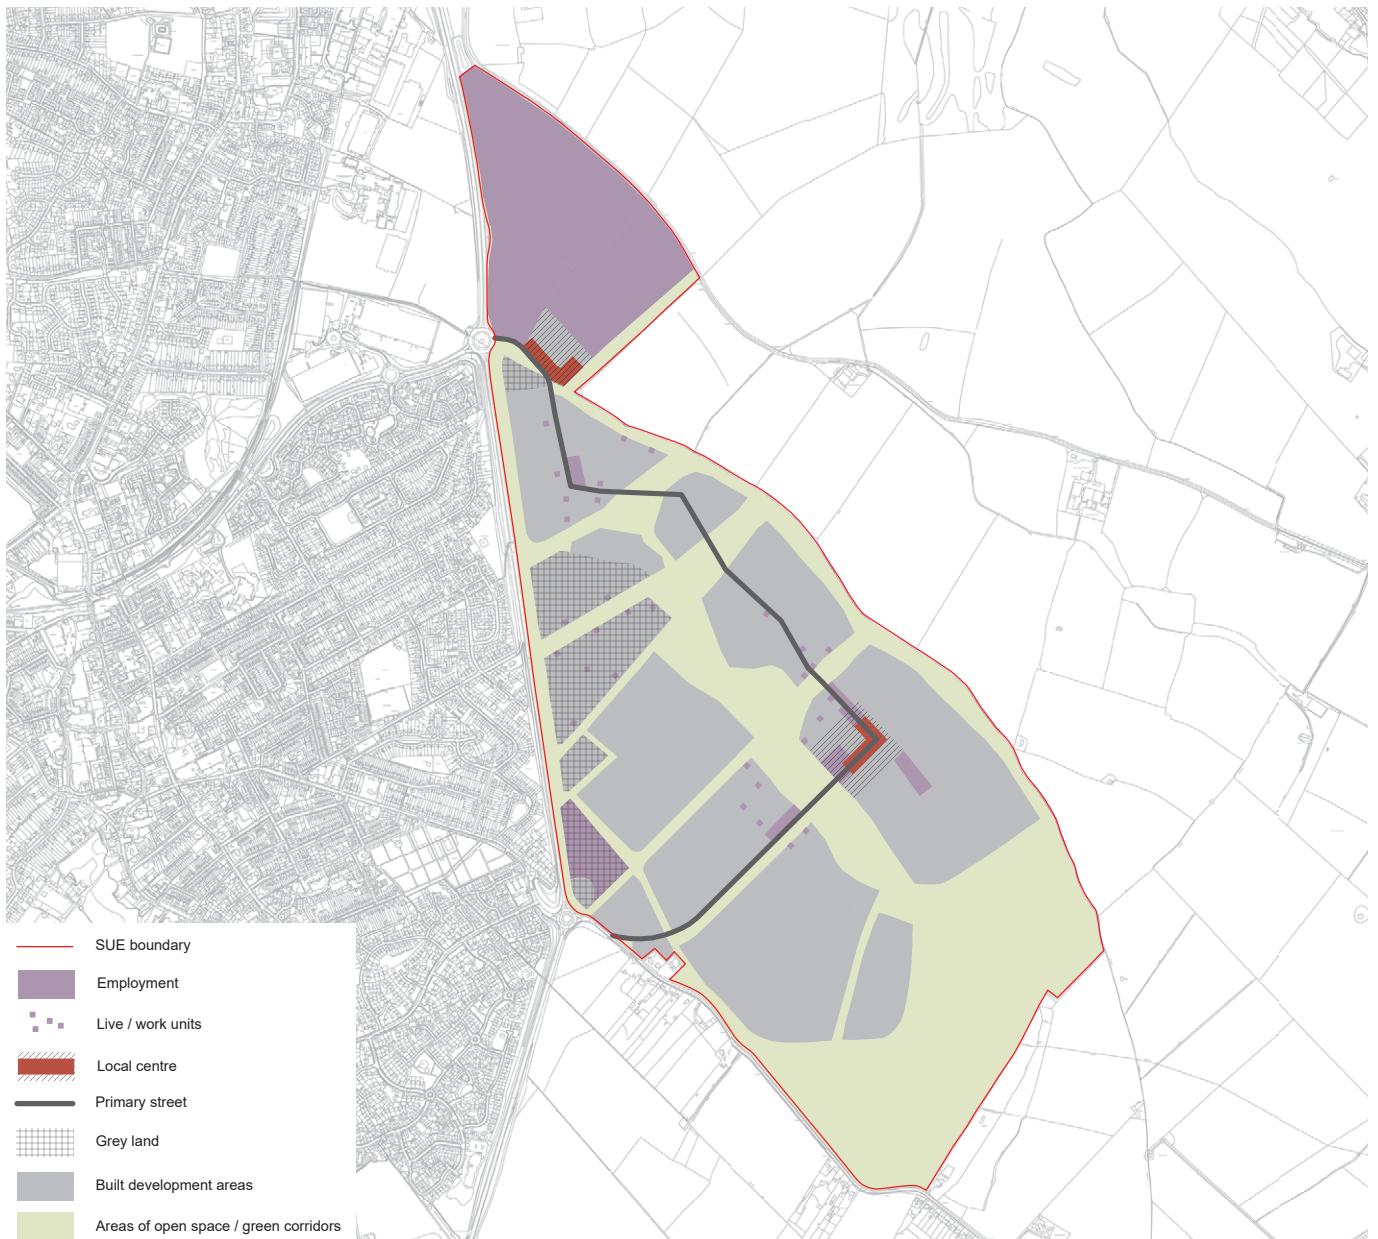 SUE boundary
Employment
Live / work units
Local centre
Primary street
Grey land
Built development areas
Areas of open space / green corridors